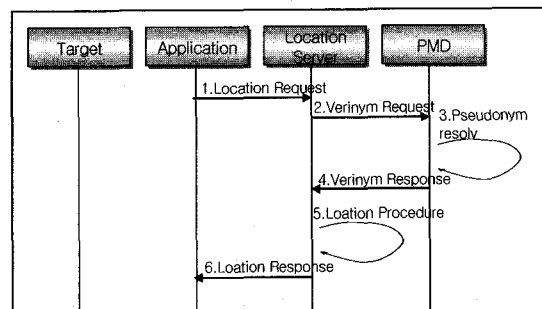 Target
Application
Location
Server
PMD
1.Location Request
2.Verinym Request
3.Pseudonym
resolv
4.Verinym Response
5.Loation Procedure
6.Loation Response